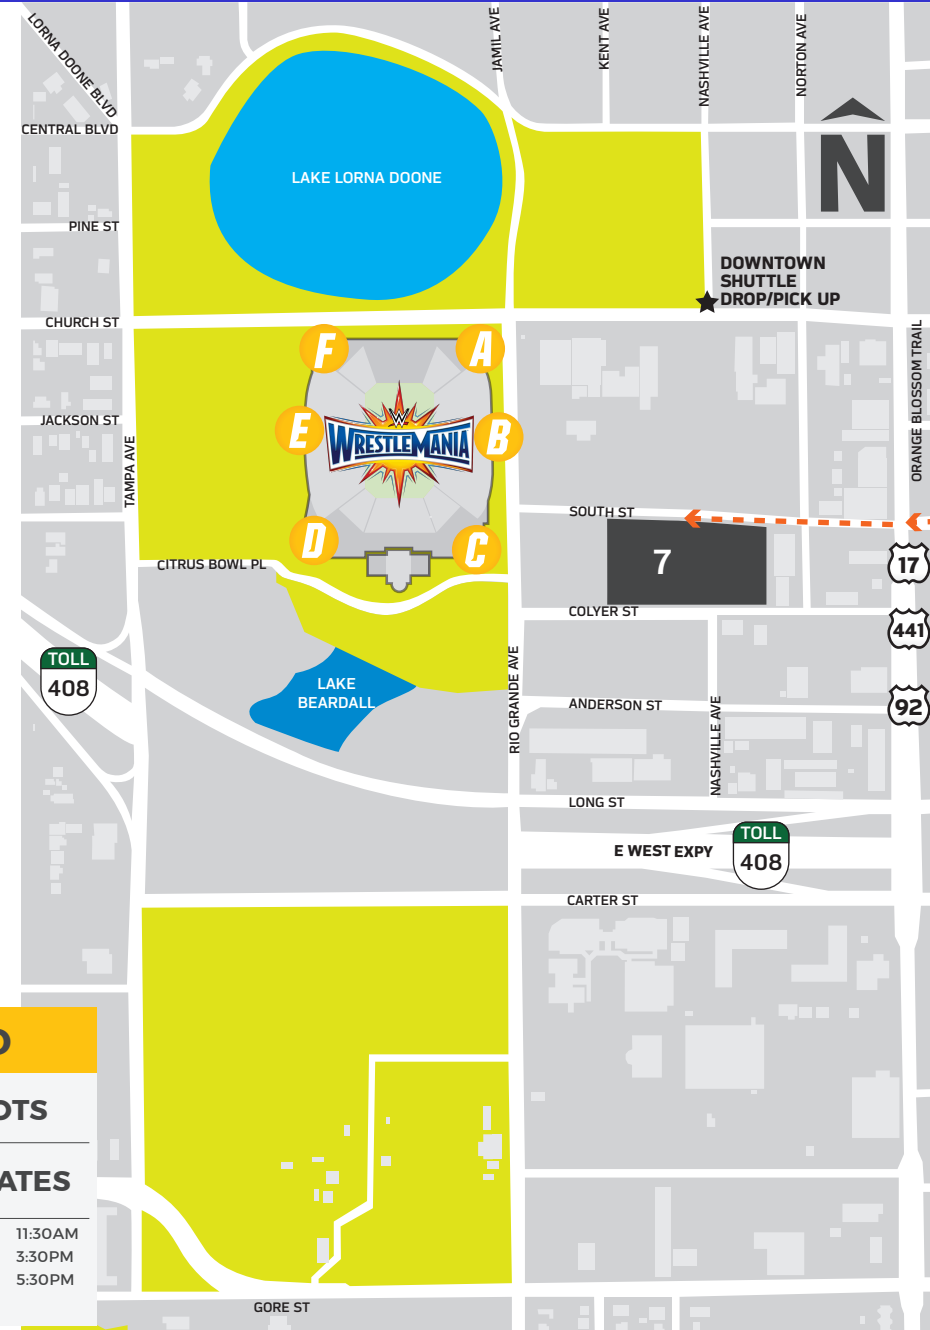 LORNA DOONE BLVD
JAMIL AVE
KENT AVE
NASHVILLE AVE
NORTON AVE
CENTRAL BLVD
N
LAKE LORNA DOONE
PINE ST
DOWNTOWN
SHUTTLE
DROP/PICK UP
CHURCH ST
ORANGE BLOSSOM TRAIL
F
A
JACKSON ST
TAMPA AVE
E
W
WRESTLEMANIA
B
SOUTH ST
D
C
7
17
CITRUS BOWL PL
COLYER ST
441
TOLL
408
RIO GRANDE AVE
LAKE
BEARDALL
ANDERSON ST
NASHVILLE AVE
92
LONG ST
TOLL
408
E WEST EXPY
CARTER ST
OTS
ATES
11:30AM
3:30PM
5:30PM
GORE ST